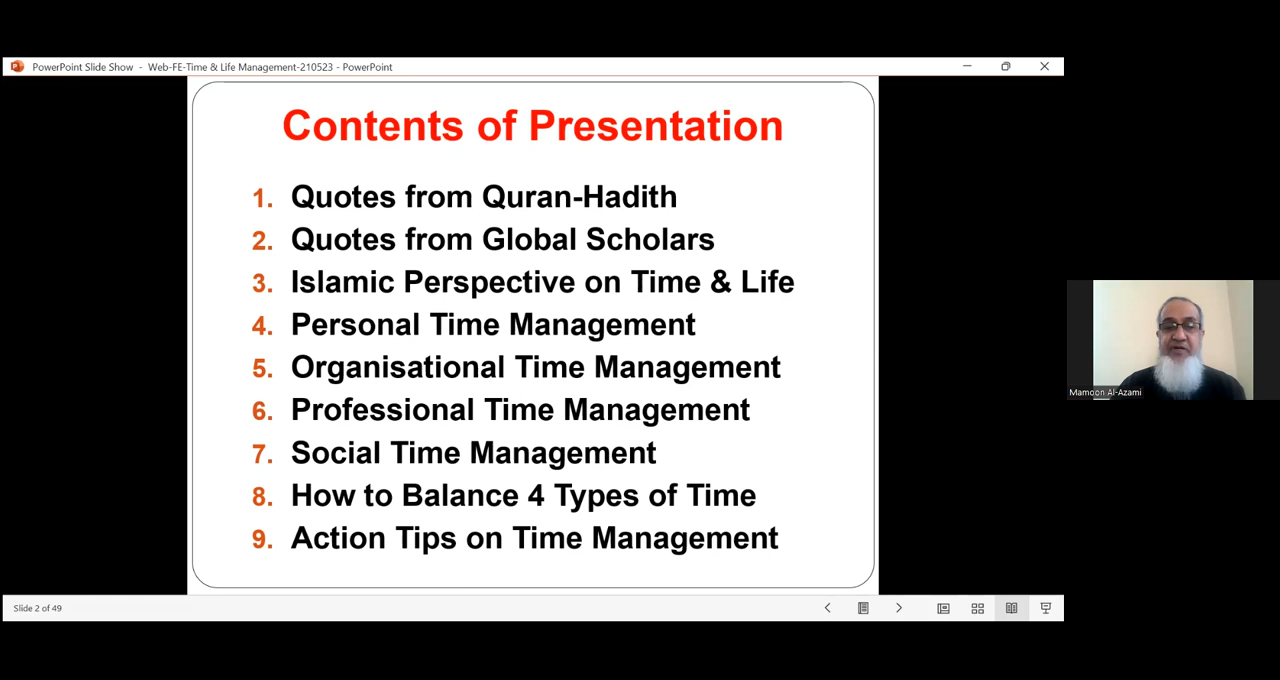 PowerPoint Slide Show - Web-FE-Time & Life Management-210523 - PowerPoint
Contents of Presentation
1. Quotes from Quran-Hadith
2. Quotes from Global Scholars
3. Islamic Perspective on Time & Life
4. Personal Time Management
5. Organisational Time Management
6. Professional Time Management
7. Social Time Management
8. How to Balance 4 Types of Time
9. Action Tips on Time Management
Mamoon Al-Azami
Slide 2 of 49